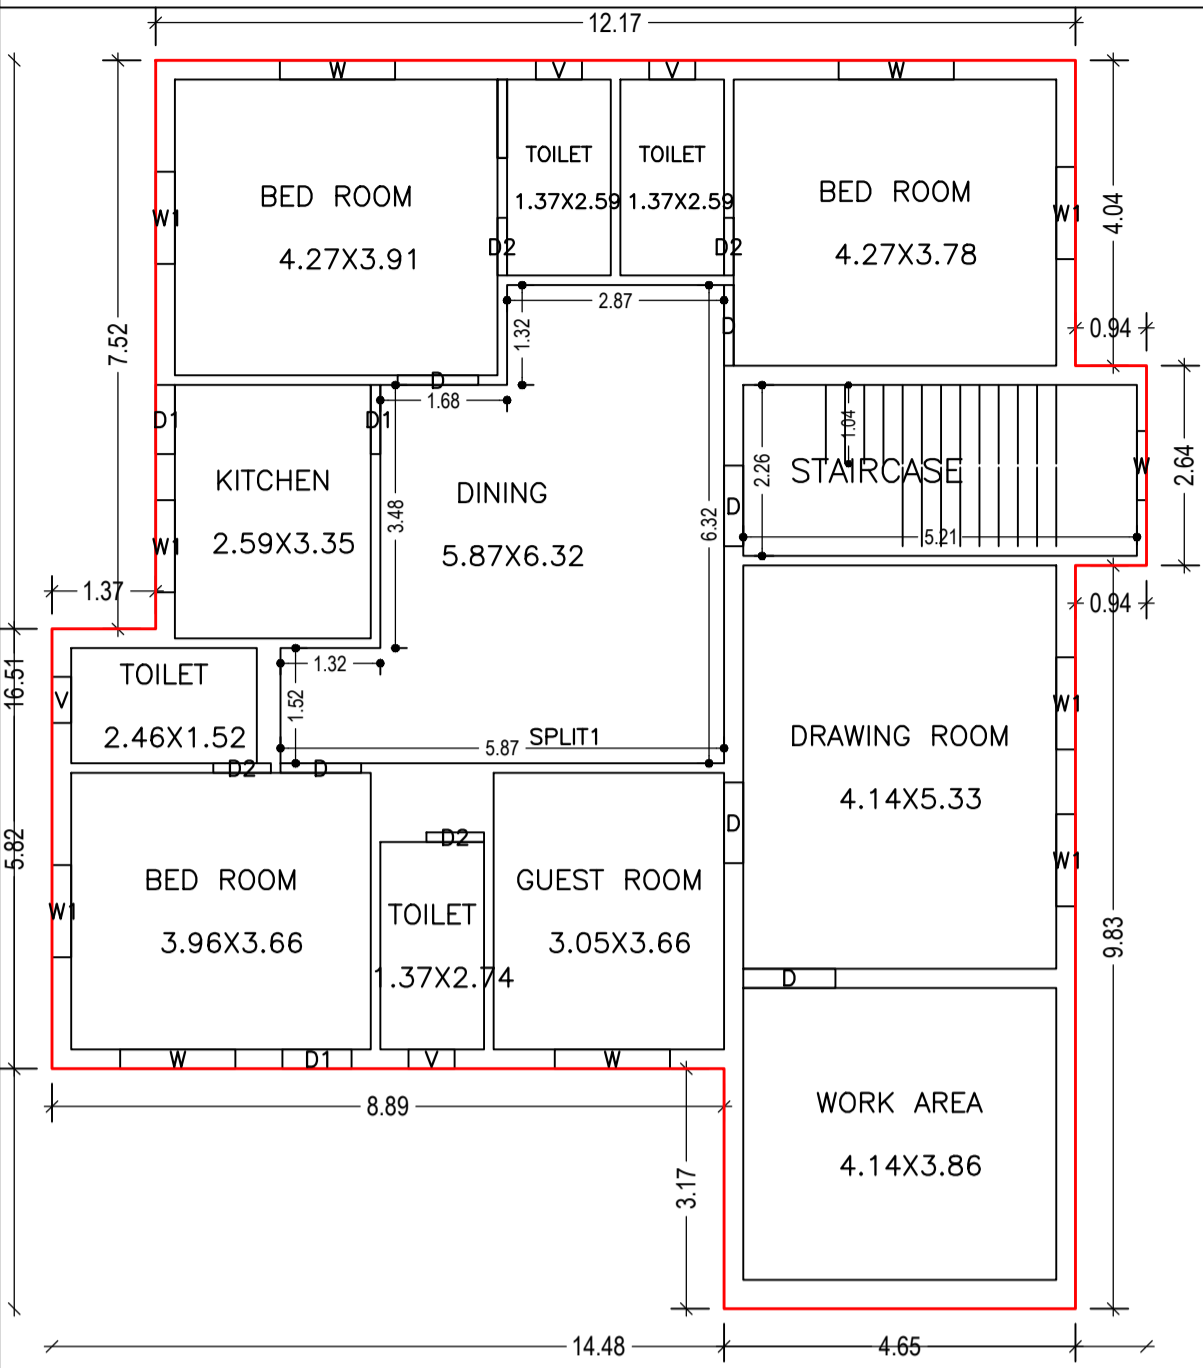 12.17
W
V
V
W
TOILET
TOILET
1.37X2.59
1.37X2.59
BED ROOM
4.27X3.91
BED ROOM
4.27X3.78
W1
W1
4.04
D2
D2
2.87
1.32
D
0.94
7.52
D
1.68
D1
D1
1.04
KITCHEN
2.59X3.35
DINING
5.87X6.32
3.48
6.32
2.26
STAIRCASE
W
2.64
D
5.21
W1
1.37
0.94
16.51
TOILET
2.46X1.52
V
1.32
1.52
SPLIT1
5.87
W1
DRAWING ROOM
4.14X5.33
D2
D
D
5.82
D2
W1
BED ROOM
3.96X3.66
W1
TOILET
1.37X2.74
GUEST ROOM
3.05X3.66
9.83
D
W
D1
V
W
8.89
WORK AREA
4.14X3.86
3.17
14.48
4.65